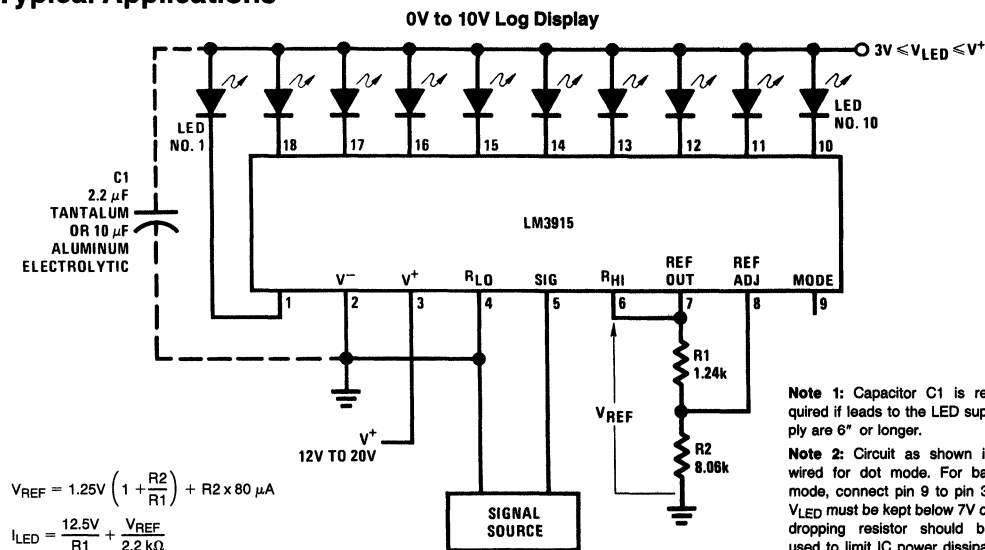 Typical Applications
0V to 10V Log Display
3V ≤ VLED ≤ V+
LED
NO. 1
LED
NO. 10
18 17 16 15 14 13 12 11 10
C1
2.2 μF
TANTALUM
OR 10 μF
ALUMINUM
ELECTROLYTIC
LM3915
V− V+ RLO SIG RHI REF OUT REF ADJ MODE
1 2 3 4 5 6 7 8 9
R1
1.24k
VREF
R2
8.06k
V+
12V TO 20V
SIGNAL
SOURCE
VREF = 1.25V (1 + R2/R1) + R2 x 80 μA
ILED = 12.5V/R1 + VREF/2.2 kΩ
Note 1: Capacitor C1 is re-
quired if leads to the LED sup-
ply are 6" or longer.
Note 2: Circuit as shown
wired for dot mode. For
mode, connect pin 9 to pin
VLED must be kept below 7V
dropping resistor should
used to limit IC power